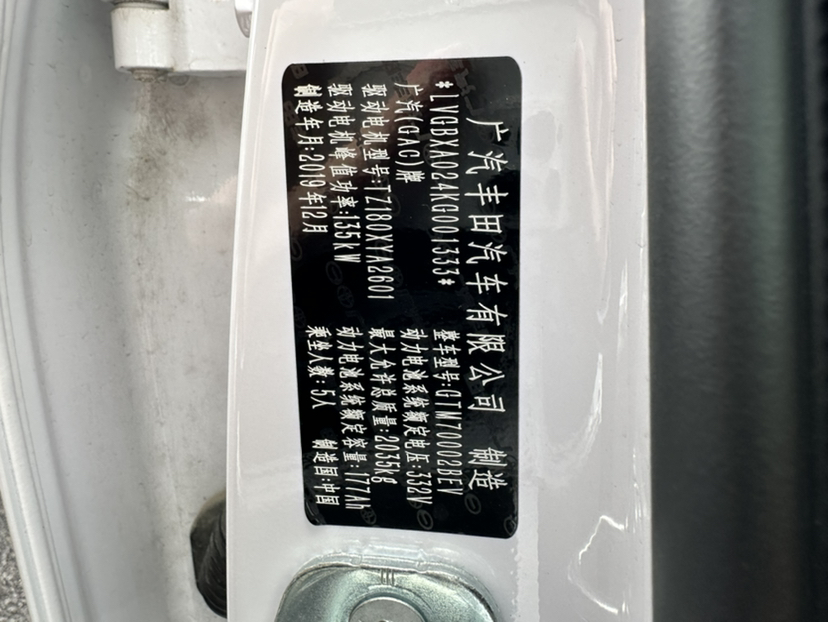 广汽丰田汽车有限公司 制造
*LVGBXA024KG001333*
广汽(GAC)牌 整车型号:GTM70002BEV
驱动电机型号:TZ180XYA2601 动力电池系统额定电压:332V
驱动电机峰值功率:135kW 最大允许总质量:2035kg
制造年月:2019年12月 动力电池系统额定容量:177Ah
乘坐人数:5人 制造国:中国